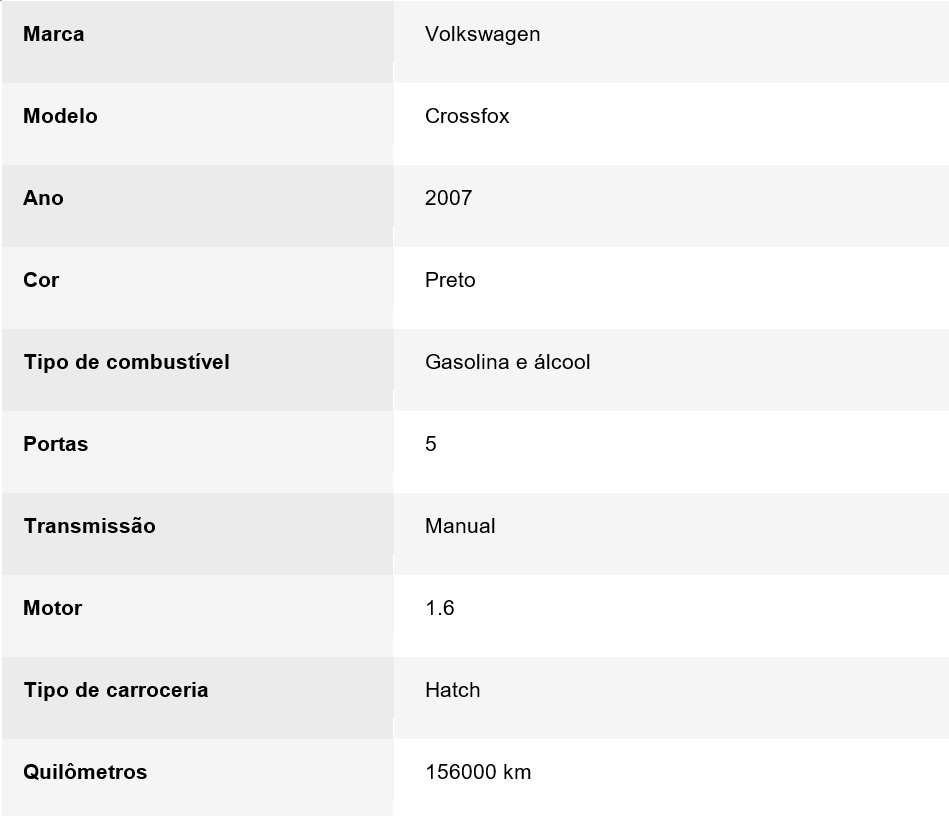 Marca Volkswagen
Modelo Crossfox
Ano 2007
Cor Preto
Tipo de combustível Gasolina e álcool
Portas 5
Transmissão Manual
Motor 1.6
Tipo de carroceria Hatch
Quilômetros 156000 km